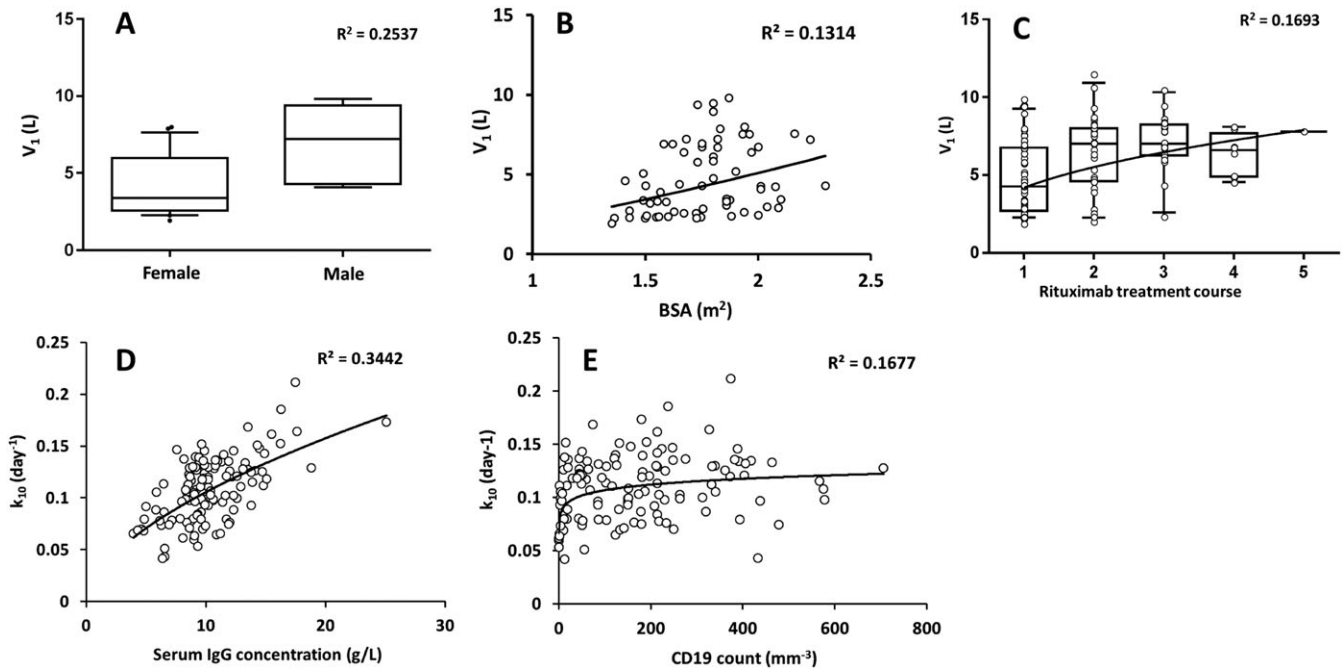 A
R² = 0.2537
15
10
5
0
V₁ (L)
Female
Male
B
R² = 0.1314
15
10
5
0
V₁ (L)
1
1.5
2
2.5
BSA (m²)
C
R² = 0.1693
15
10
5
0
V₁ (L)
1
2
3
4
5
Rituximab treatment course
D
R² = 0.3442
0.25
0.2
0.15
0.1
0.05
0
k₁₀ (day⁻¹)
0
10
20
30
Serum IgG concentration (g/L)
E
R² = 0.1677
0.25
0.2
0.15
0.1
0.05
0
k₁₀ (day-1)
0
200
400
600
800
CD19 count (mm⁻³)